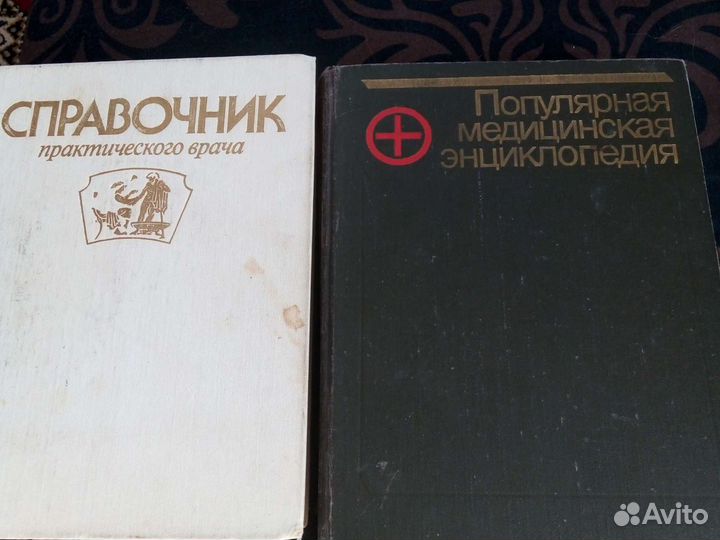 СПРАВОЧНИК
практического врача
Популярная
медицинская
энциклопедия
Avito